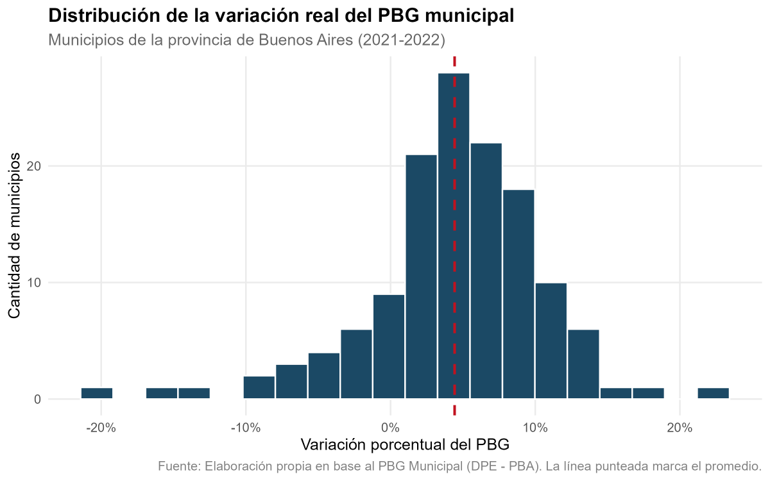 Distribución de la variación real del PBG municipal
Municipios de la provincia de Buenos Aires (2021-2022)
Cantidad de municipios
20
10
0
-20%
-10%
0%
10%
20%
Variación porcentual del PBG
Fuente: Elaboración propia en base al PBG Municipal (DPE - PBA). La línea punteada marca el promedio.